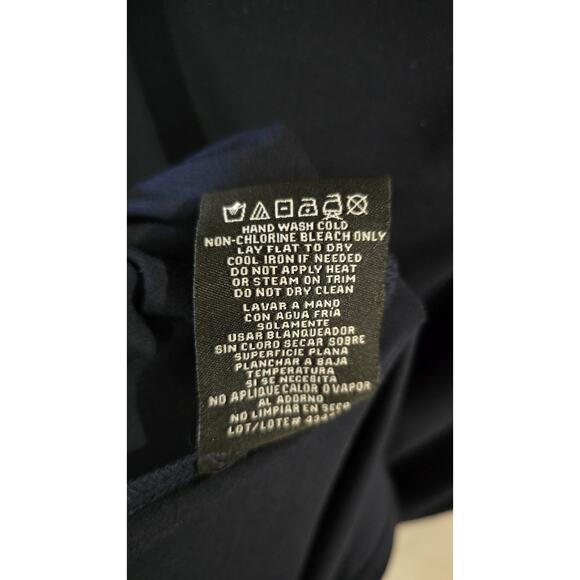 HAND WASH COLD
NON-CHLORINE BLEACH ONLY
LAY FLAT TO DRY
COOL IRON IF NEEDED
DO NOT APPLY HEAT
OR STEAM ON TRIM
DO NOT DRY CLEAN
LAVAR A MANO
CON AGUA FRÍA
SOLAMENTE
USAR BLANQUEADOR
SIN CLORO SECAR SOBRE
SUPERFICIE PLANA
PLANCHAR A BAJA
TEMPERATURA
SI SE NECESITA
NO APLIQUE CALOR O VAPOR
AL ADORNO
NO LIMPIAR EN SECO
LOT/LOTE#